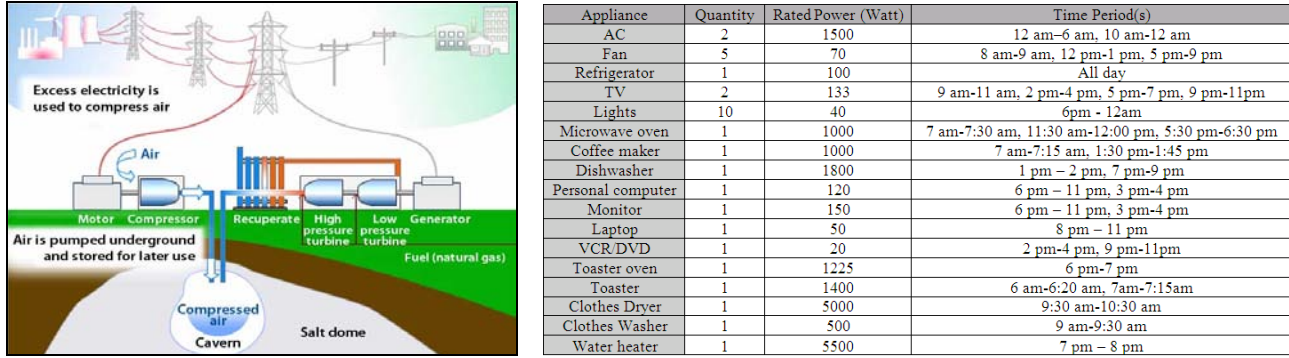 Excess electricity is
used to compress air
Air
Motor Compressor Recuperate High pressure turbine Low pressure turbine Generator
Air is pumped underground
and stored for later use
Fuel (natural gas)
Compressed
air
Cavern
Salt dome
Appliance Quantity Rated Power (Watt) Time Period(s)
AC 2 1500 12 am–6 am, 10 am-12 am
Fan 5 70 8 am-9 am, 12 pm-1 pm, 5 pm-9 pm
Refrigerator 1 100 All day
TV 2 133 9 am-11 am, 2 pm-4 pm, 5 pm-7 pm, 9 pm-11pm
Lights 10 40 6pm - 12am
Microwave oven 1 1000 7 am-7:30 am, 11:30 am-12:00 pm, 5:30 pm-6:30 pm
Coffee maker 1 1000 7 am-7:15 am, 1:30 pm-1:45 pm
Dishwasher 1 1800 1 pm – 2 pm, 7 pm-9 pm
Personal computer 1 120 6 pm – 11 pm, 3 pm-4 pm
Monitor 1 150 6 pm – 11 pm, 3 pm-4 pm
Laptop 1 50 8 pm – 11 pm
VCR/DVD 1 20 2 pm-4 pm, 9 pm-11pm
Toaster oven 1 1225 6 pm-7 pm
Toaster 1 1400 6 am-6:20 am, 7am-7:15am
Clothes Dryer 1 5000 9:30 am-10:30 am
Clothes Washer 1 500 9 am-9:30 am
Water heater 1 5500 7 pm – 8 pm